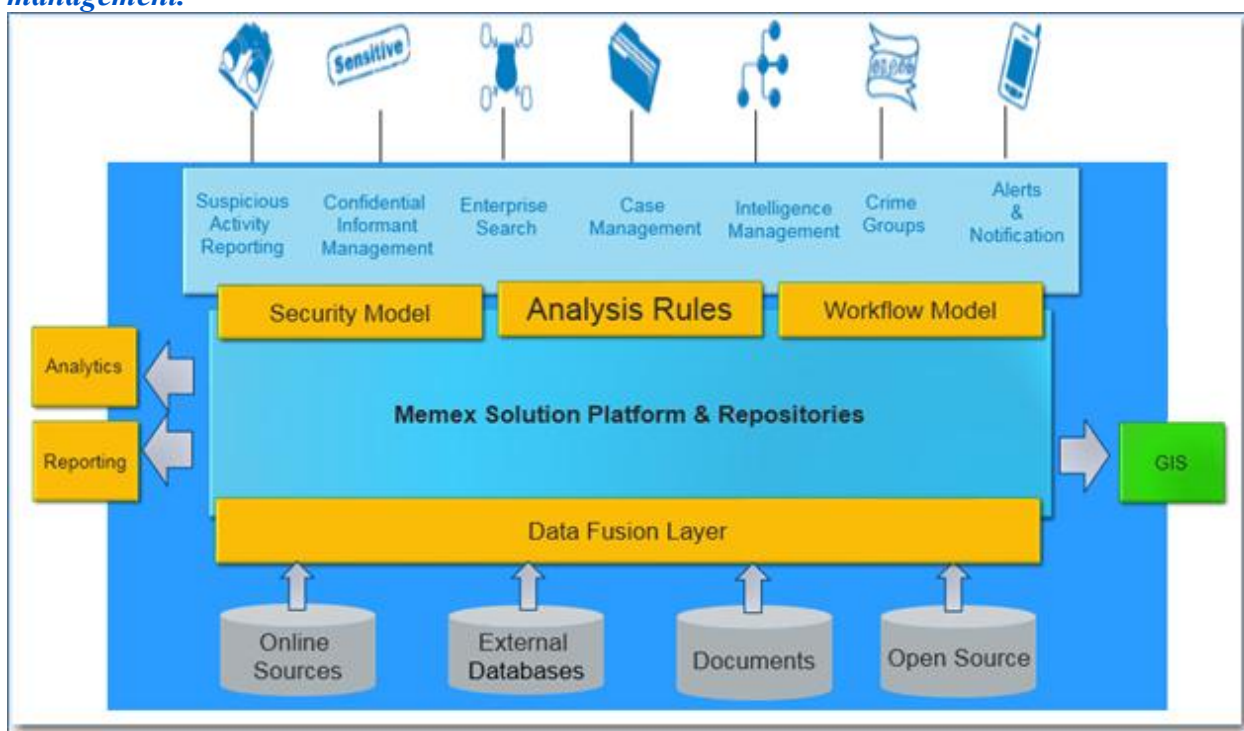 management.
Sensitive
Suspicious
Activity
Reporting
Confidential
Informant
Management
Enterprise
Search
Case
Management
Intelligence
Management
Crime
Groups
Alerts
&
Notification
Security Model
Analysis Rules
Workflow Model
Analytics
Reporting
Memex Solution Platform & Repositories
GIS
Data Fusion Layer
Online
Sources
External
Databases
Documents
Open Source